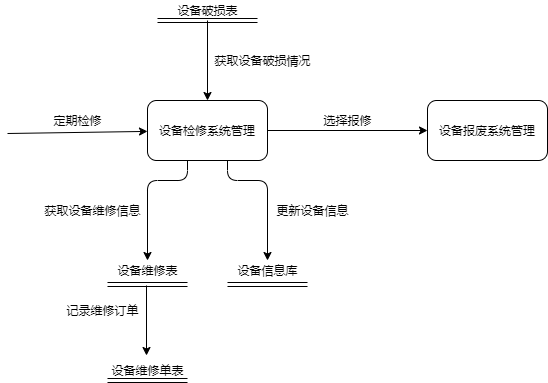 设备破损表
获取设备破损情况
定期检修
设备检修系统管理
选择报修
设备报废系统管理
获取设备维修信息
更新设备信息
设备维修表
设备信息库
记录维修订单
设备维修单表